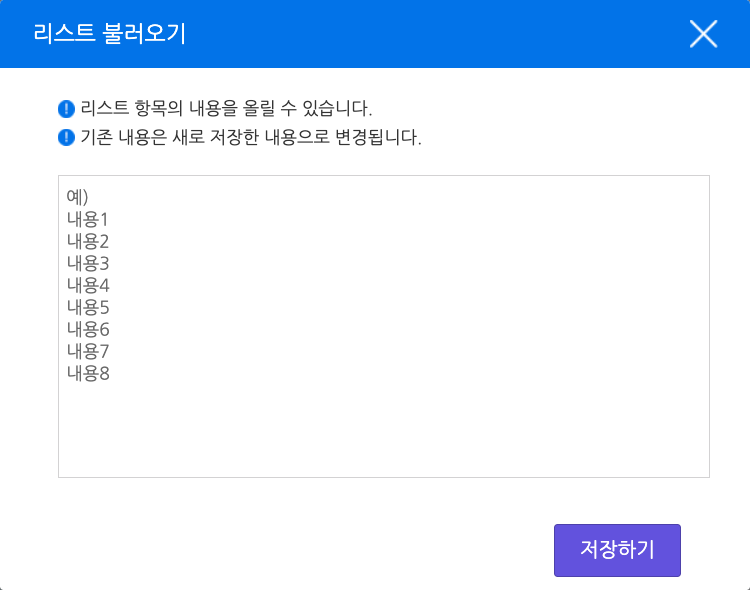 리스트 불러오기
리스트 항목의 내용을 올릴 수 있습니다.
기존 내용은 새로 저장한 내용으로 변경됩니다.
예)
내용1
내용2
내용3
내용4
내용5
내용6
내용7
내용8
저장하기